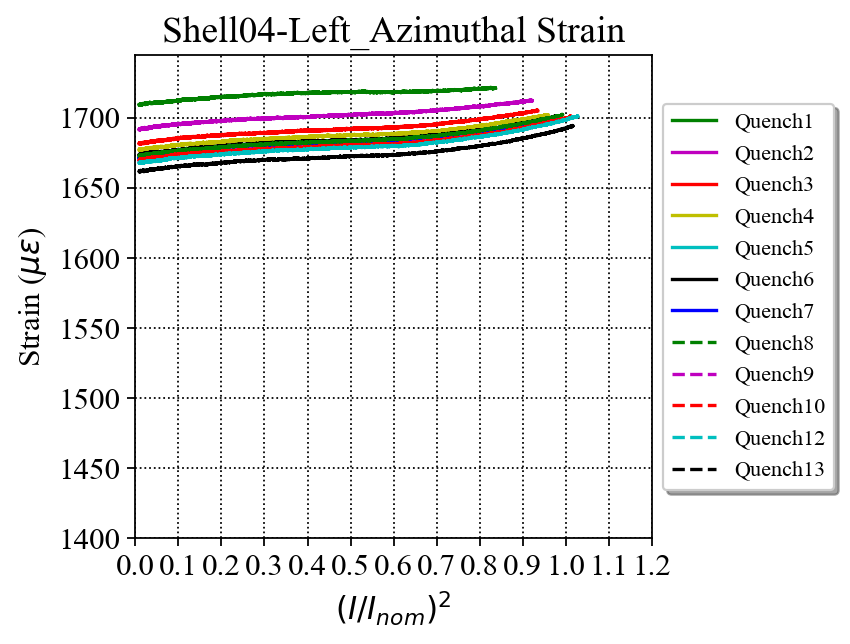 Shell04-Left_Azimuthal Strain
Strain (με)
1700
1650
1600
1550
1500
1450
1400
0.0 0.1 0.2 0.3 0.4 0.5 0.6 0.7 0.8 0.9 1.0 1.1 1.2
(I/I_nom)²
Quench1
Quench2
Quench3
Quench4
Quench5
Quench6
Quench7
Quench8
Quench9
Quench10
Quench12
Quench13